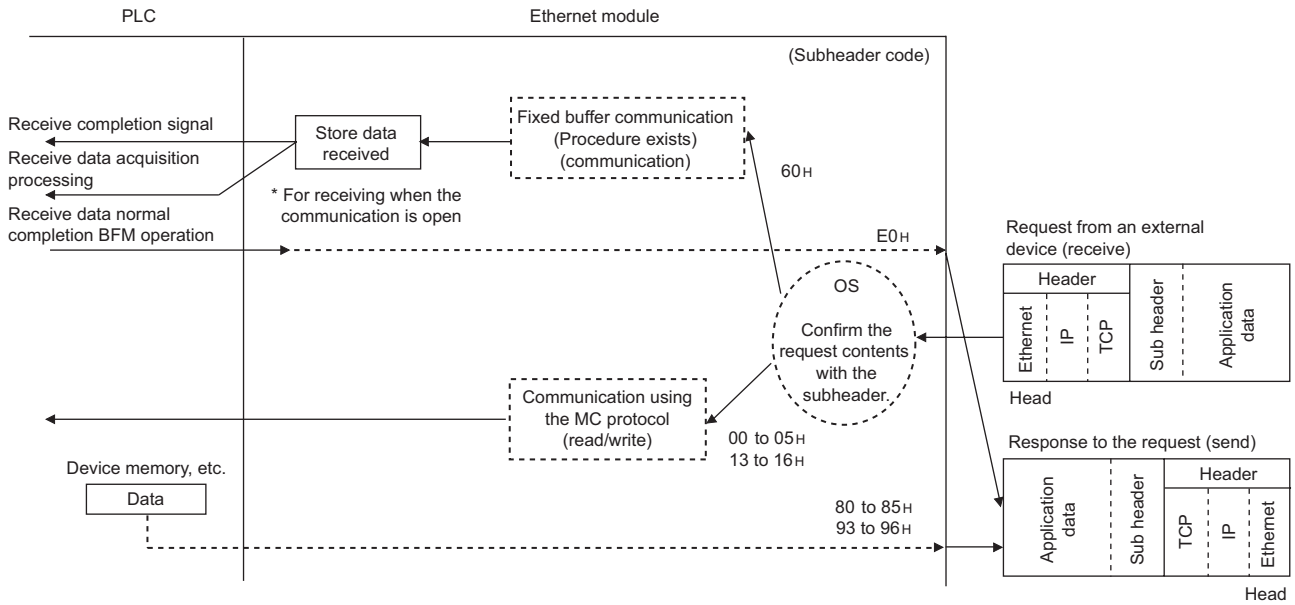 PLC
Ethernet module
(Subheader code)
Receive completion signal
Receive data acquisition
processing
Receive data normal
completion BFM operation
Store data
received
* For receiving when the
communication is open
Fixed buffer communication
(Procedure exists)
(communication)
60H
E0H
OS
Confirm the
request contents
with the
subheader.
Request from an external
device (receive)
Header
Ethernet
IP
TCP
Sub header
Application
data
Head
Communication using
the MC protocol
(read/write)
00 to 05H
13 to 16H
Device memory, etc.
Data
80 to 85H
93 to 96H
Response to the request (send)
Application
data
Sub header
Header
TCP
IP
Ethernet
Head